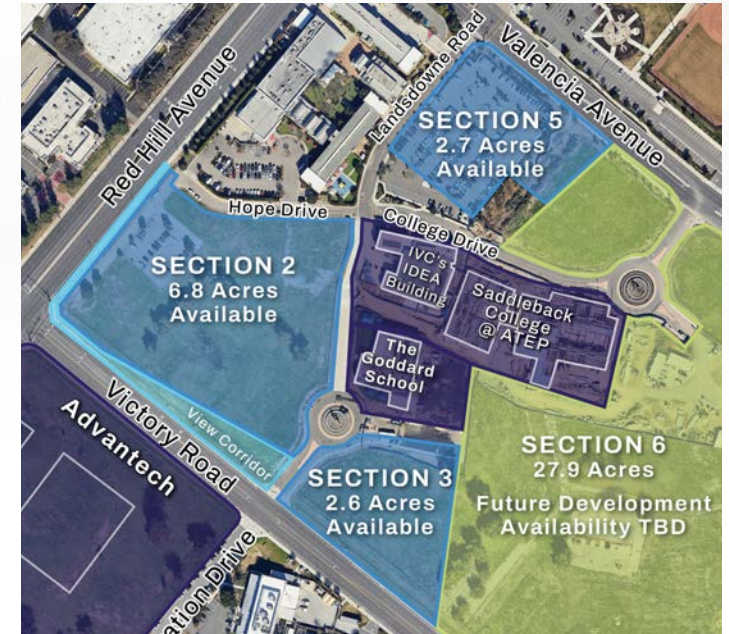 Red Hill Avenue
Landsdowne Road
Valencia Avenue
SECTION 5
2.7 Acres
Available
Hope Drive
College Drive
SECTION 2
6.8 Acres
Available
IVC's
IDEA
Building
Saddleback
College
@ ATEP
The
Goddard
School
Victory Road
View Corridor
Advantech
SECTION 3
2.6 Acres
Available
SECTION 6
27.9 Acres
Future Development
Availability TBD
ation Drive